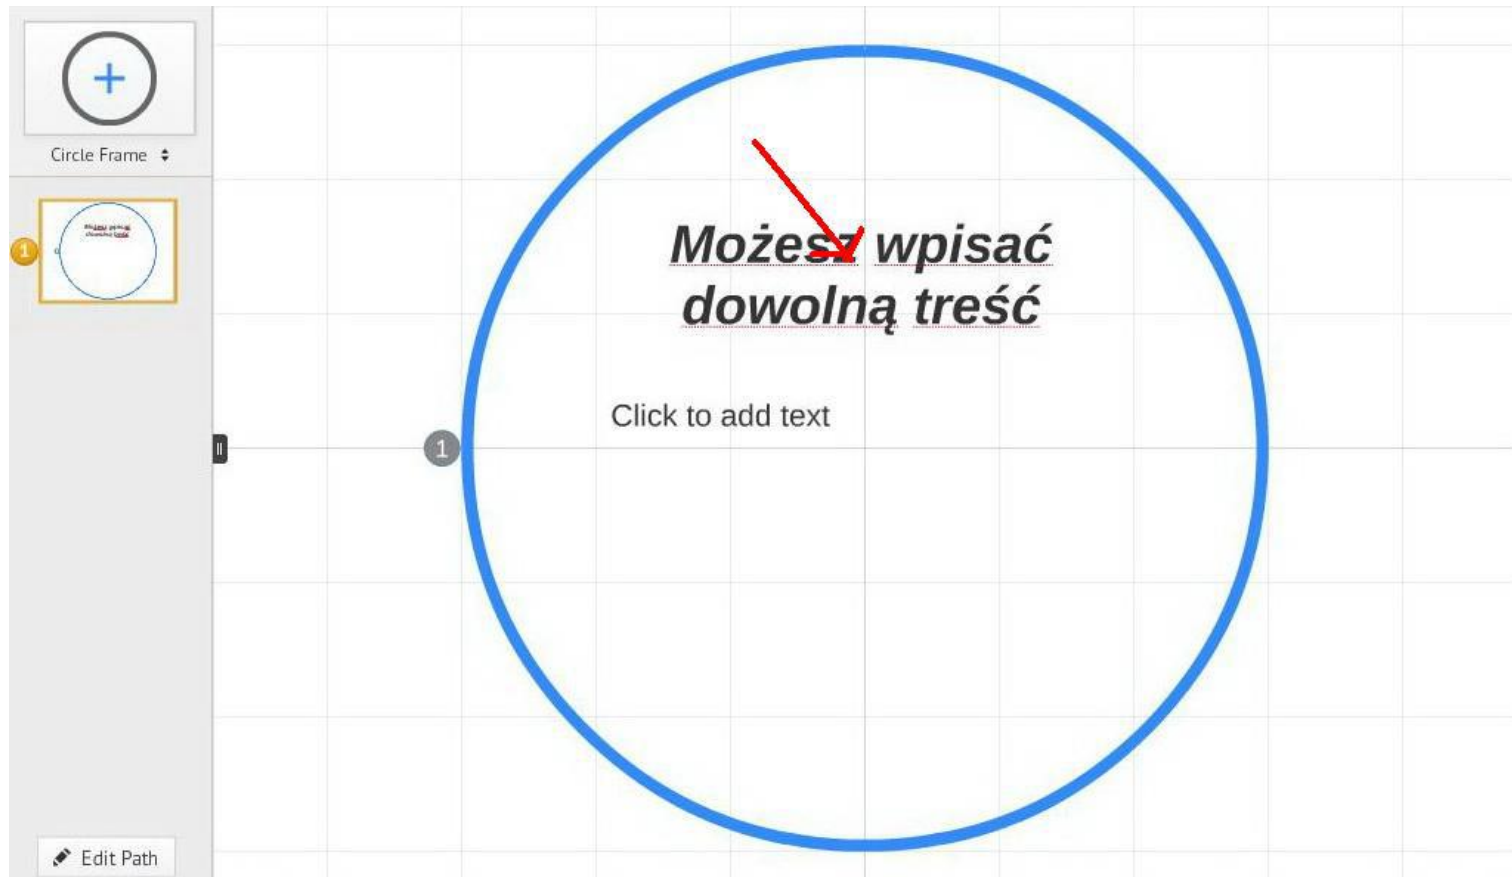 Circle Frame
1
Możesz wpisać
dowolną treść
Click to add text
1
Edit Path